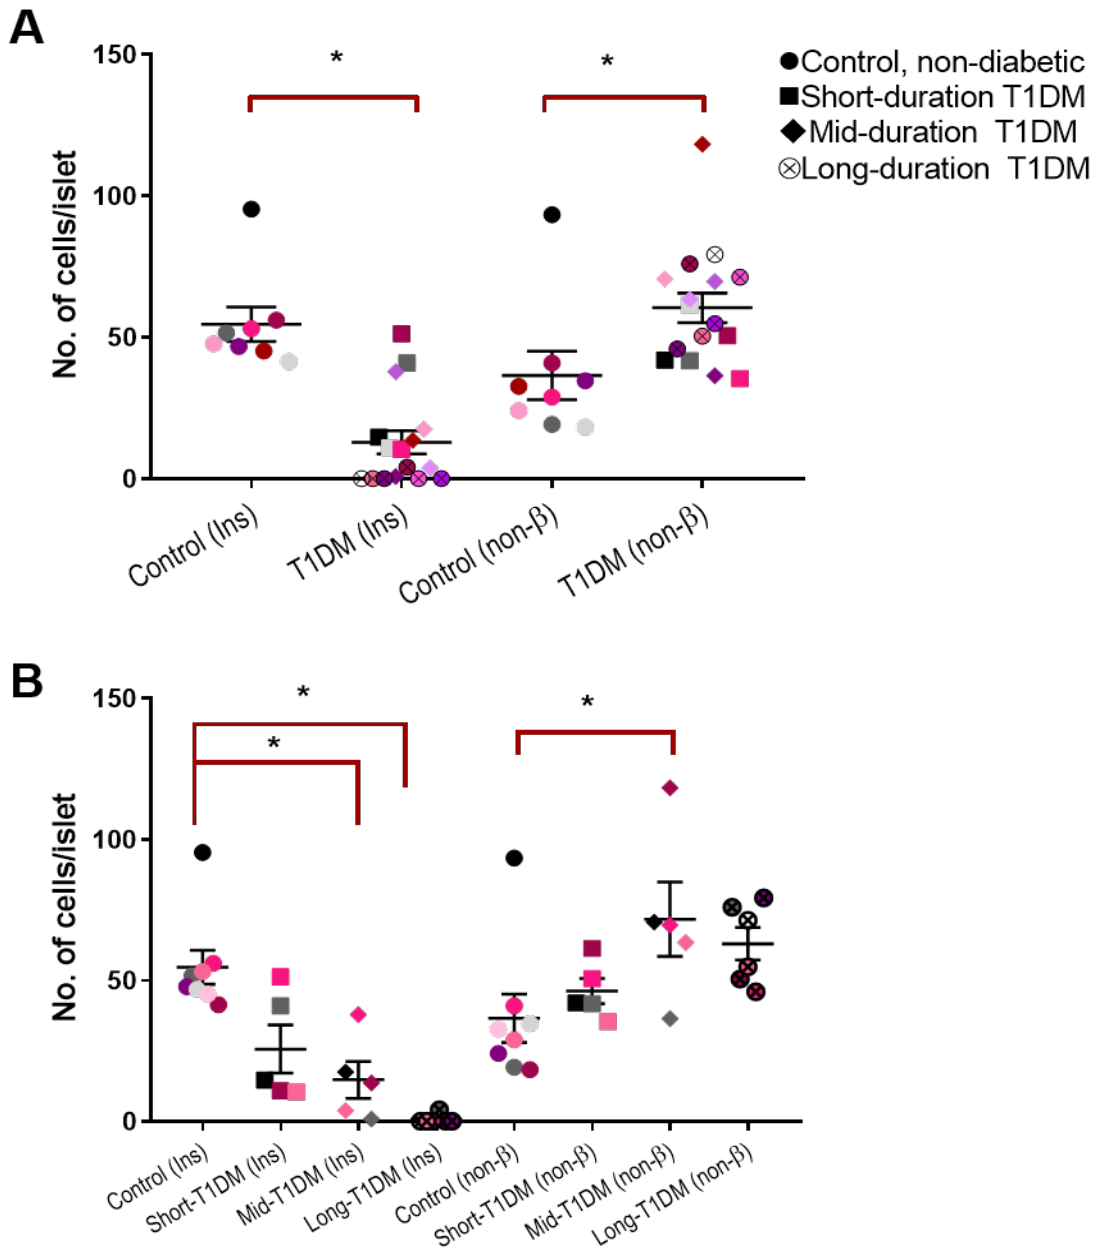 A
150
100
50
0
No. of cells/islet
*
*
Control, non-diabetic
Short-duration T1DM
Mid-duration T1DM
Long-duration T1DM
Control (Ins)
T1DM (Ins)
Control (non-β)
T1DM (non-β)
B
150
100
50
0
No. of cells/islet
*
*
*
Control (Ins)
Short-T1DM (Ins)
Mid-T1DM (Ins)
Long-T1DM (Ins)
Control (non-β)
Short-T1DM (non-β)
Mid-T1DM (non-β)
Long-T1DM (non-β)